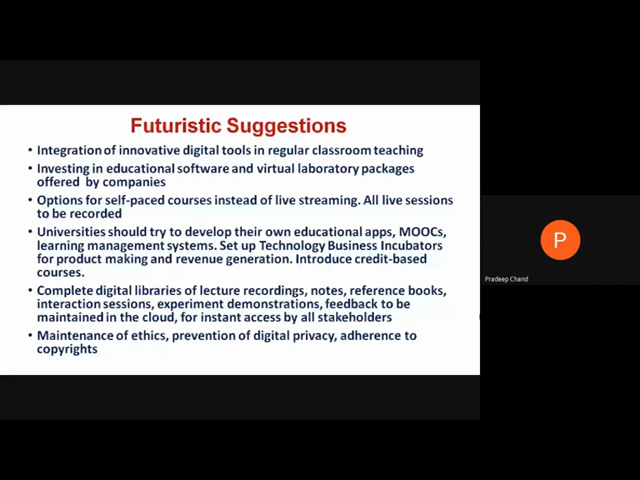 Futuristic Suggestions
• Integration of innovative digital tools in regular classroom teaching
• Investing in educational software and virtual laboratory packages
offered by companies
• Options for self-paced courses instead of live streaming. All live sessions
to be recorded
• Universities should try to develop their own educational apps, MOOCs,
learning management systems. Set up Technology Business Incubators
for product making and revenue generation. Introduce credit-based
courses.
• Complete digital libraries of lecture recordings, notes, reference books,
interaction sessions, experiment demonstrations, feedback to be
maintained in the cloud, for instant access by all stakeholders
• Maintenance of ethics, prevention of digital privacy, adherence to
copyrights
P
Pradeep Chand